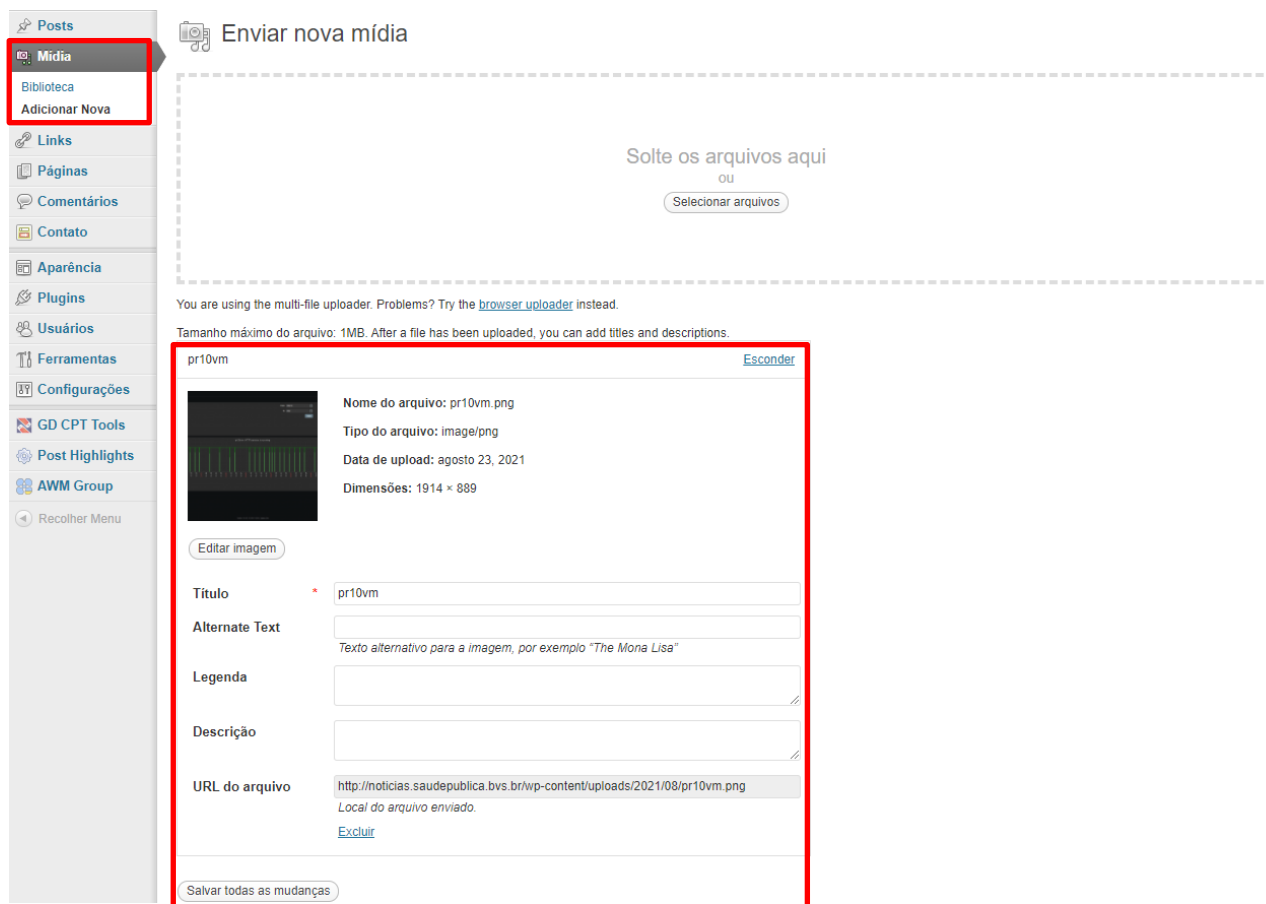 Posts
Mídia
Biblioteca
Adicionar Nova
Links
Páginas
Comentários
Contato
Aparência
Plugins
Usuários
Ferramentas
Configurações
GD CPT Tools
Post Highlights
AWM Group
Recolher Menu
Enviar nova mídia
Solte os arquivos aqui
ou
Selecionar arquivos
You are using the multi-file uploader. Problems? Try the browser uploader instead.
Tamanho máximo do arquivo: 1MB. After a file has been uploaded, you can add titles and descriptions.
pr10vm Esconder
Nome do arquivo: pr10vm.png
Tipo do arquivo: image/png
Data de upload: agosto 23, 2021
Dimensões: 1914 × 889
Editar imagem
Título * pr10vm
Alternate Text
Texto alternativo para a imagem, por exemplo “The Mona Lisa”
Legenda
Descrição
URL do arquivo http://noticias.saudepublica.bvs.br/wp-content/uploads/2021/08/pr10vm.png
Local do arquivo enviado.
Excluir
Salvar todas as mudanças